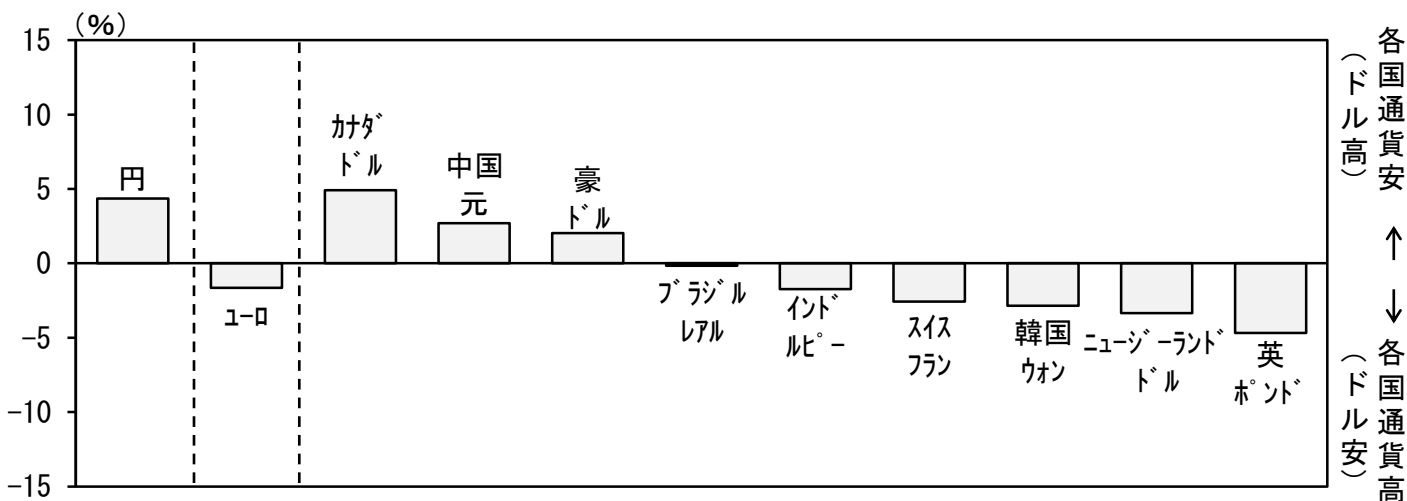 (%)
15
10
5
0
−5
−10
−15
円
ユーロ
カナダ
ドル
中国
元
豪
ドル
ブラジル
レアル
インド
ルピー
スイス
フラン
韓国
ウォン
ニュージーランド
ドル
英
ポンド
各国通貨安
（ドル高）
↑
↓
各国通貨高
（ドル安）